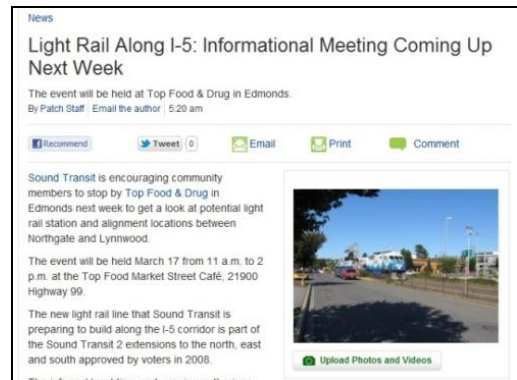 News
Light Rail Along I-5: Informational Meeting Coming Up
Next Week
The event will be held at Top Food & Drug in Edmonds.
By Patch Staff Email the author 5:20 am
Recommend Tweet 0 Email Print Comment
Sound Transit is encouraging community
members to stop by Top Food & Drug in
Edmonds next week to get a look at potential light
rail station and alignment locations between
Northgate and Lynnwood.
The event will be held March 17 from 11 a.m. to 2
p.m. at the Top Food Market Street Café, 21900
Highway 99.
The new light rail line that Sound Transit is
preparing to build along the I-5 corridor is part of
the Sound Transit 2 extensions to the north, east
and south approved by voters in 2008.
Upload Photos and Videos